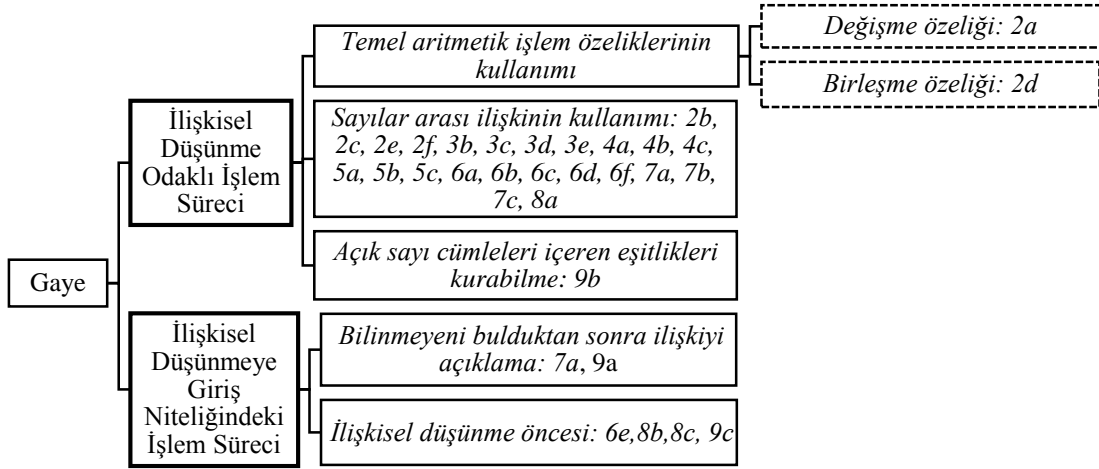 Gaye
İlişkisel
Düşünme
Odaklı İşlem
Süreci
Temel aritmetik işlem özeliklerinin
kullanımı
Değişme özeliği: 2a
Birleşme özeliği: 2d
Sayılar arası ilişkinin kullanımı: 2b,
2c, 2e, 2f, 3b, 3c, 3d, 3e, 4a, 4b, 4c,
5a, 5b, 5c, 6a, 6b, 6c, 6d, 6f, 7a, 7b,
7c, 8a
Açık sayı cümleleri içeren eşitlikleri
kurabilme: 9b
İlişkisel
Düşünmeye
Giriş
Niteliğindeki
İşlem Süreci
Bilinmeyeni bulduktan sonra ilişkiyi
açıklama: 7a, 9a
İlişkisel düşünme öncesi: 6e,8b,8c, 9c